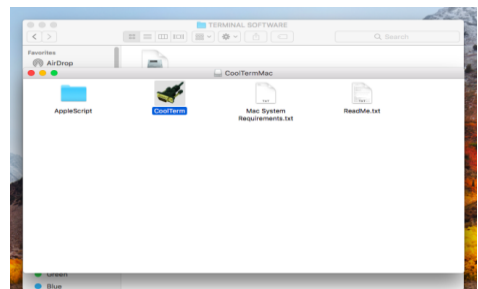 TERMINAL SOFTWARE
Search
Favorites
AirDrop
CoolTermMac
AppleScript
CoolTerm
Mac System
Requirements.txt
ReadMe.txt
Green
Blue